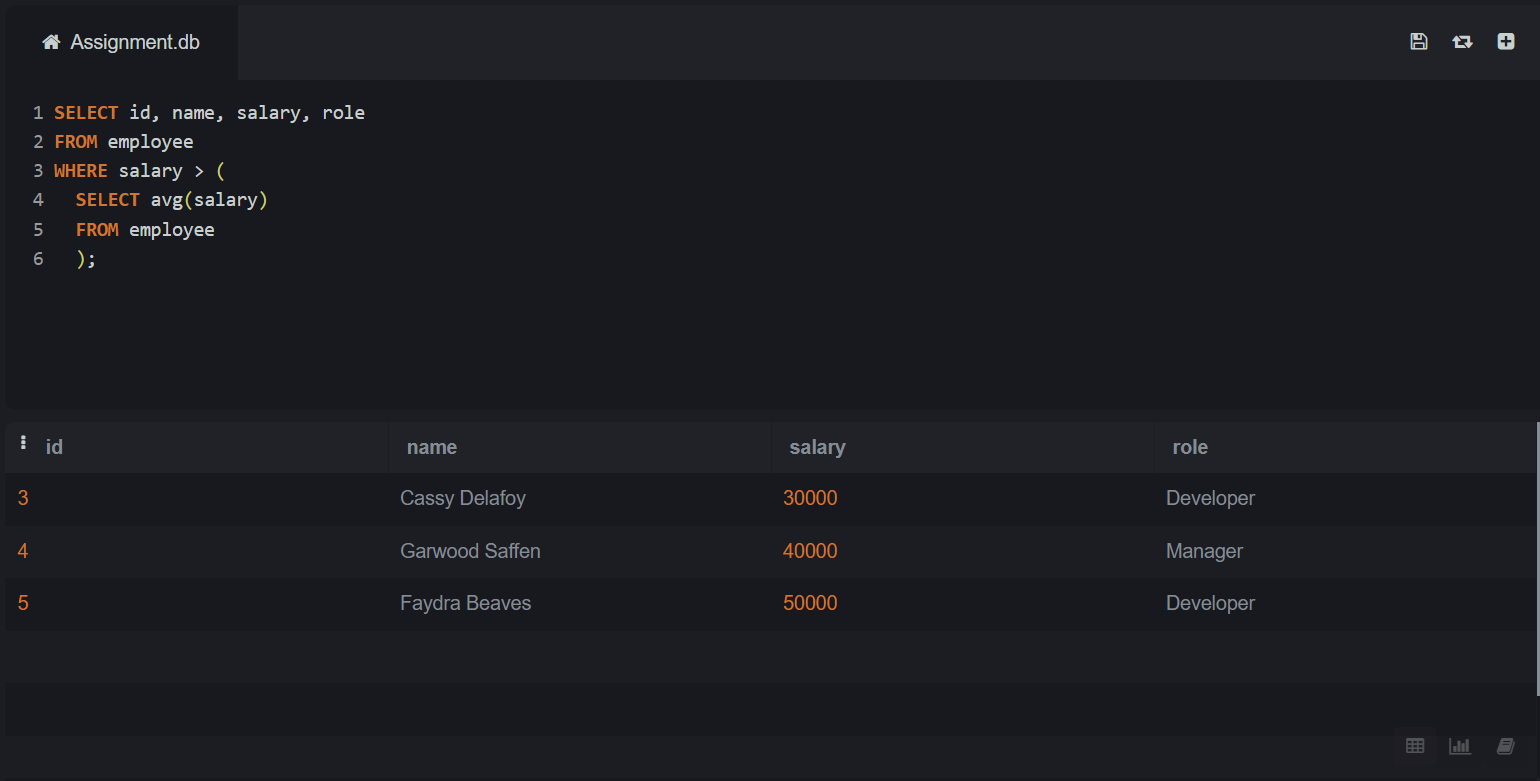 Assignment.db
1 SELECT id, name, salary, role
2 FROM employee
3 WHERE salary > (
4   SELECT avg(salary)
5   FROM employee
6   );
id name salary role
3 Cassy Delafoy 30000 Developer
4 Garwood Saffen 40000 Manager
5 Faydra Beaves 50000 Developer